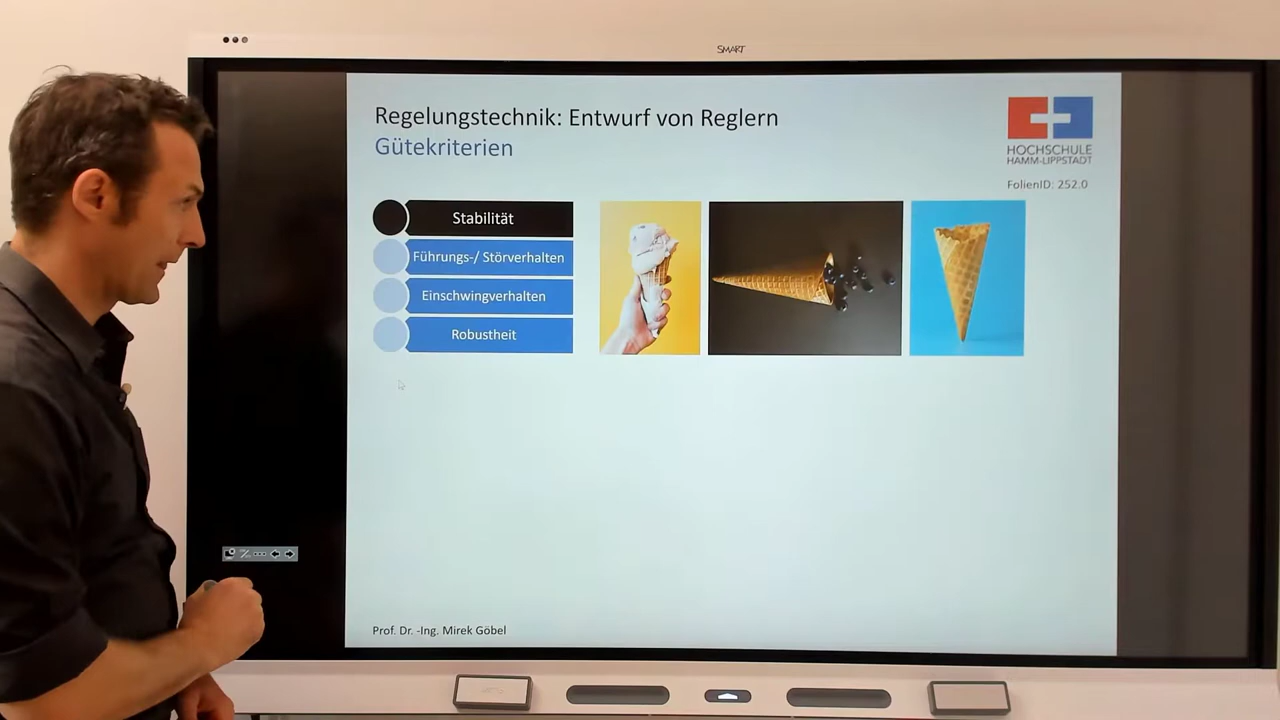 SMART
Regelungstechnik: Entwurf von Reglern
Gütekriterien
HOCHSCHULE
HAMM-LIPPSTADT
FolienID: 252.0
Stabilität
Führungs-/ Störverhalten
Einschwingverhalten
Robustheit
Prof. Dr. -Ing. Mirek Göbel